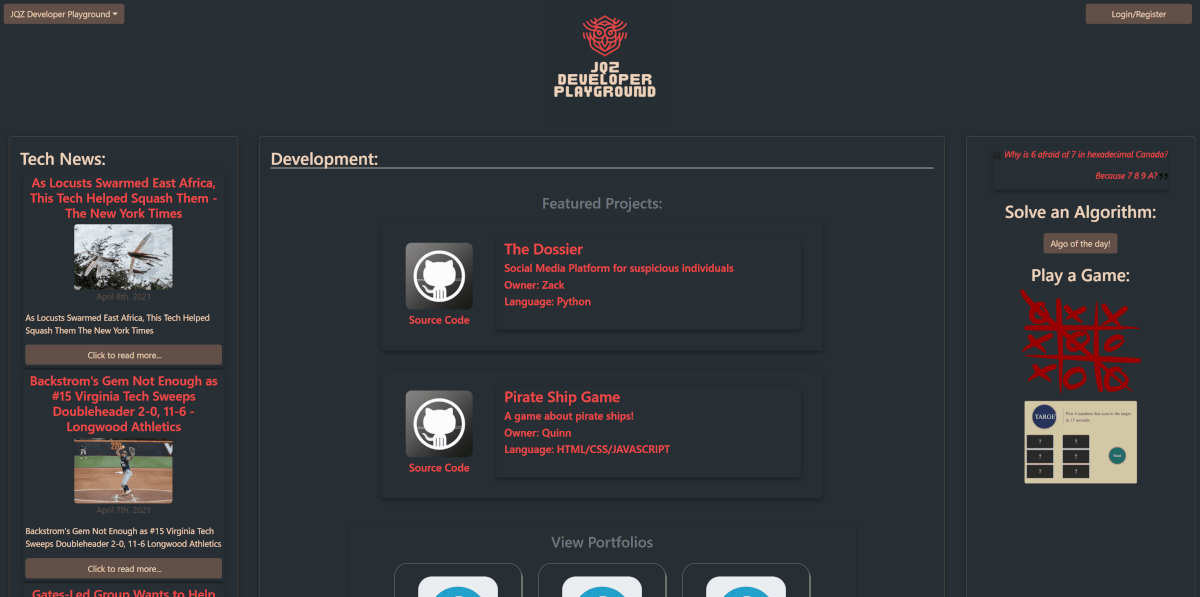 JQZ Developer Playground
Login/Register
JQZ
DEVELOPER
PLAYGROUND
Tech News:
As Locusts Swarmed East Africa,
This Tech Helped Squash Them -
The New York Times
April 8th, 2021
As Locusts Swarmed East Africa, This Tech Helped
Squash Them The New York Times
Click to read more...
Backstrom's Gem Not Enough as
#15 Virginia Tech Sweeps
Doubleheader 2-0, 11-6 -
Longwood Athletics
April 7th, 2021
Backstrom's Gem Not Enough as #15 Virginia Tech
Sweeps Doubleheader 2-0, 11-6 Longwood Athletics
Click to read more...
Gates-Led Group Wants to Help
Development:
Featured Projects:
The Dossier
Social Media Platform for suspicious individuals
Owner: Zack
Language: Python
Source Code
Pirate Ship Game
A game about pirate ships!
Owner: Quinn
Language: HTML/CSS/JAVASCRIPT
Source Code
View Portfolios
Why is 6 afraid of 7 in hexadecimal Canada?
Because 7 8 9 A?
Solve an Algorithm:
Algo of the day!
Play a Game:
X X
X O
X O
TARGE
Pick 4 numbers that sum to the target
in 17 seconds
? ?
? ?
? ?